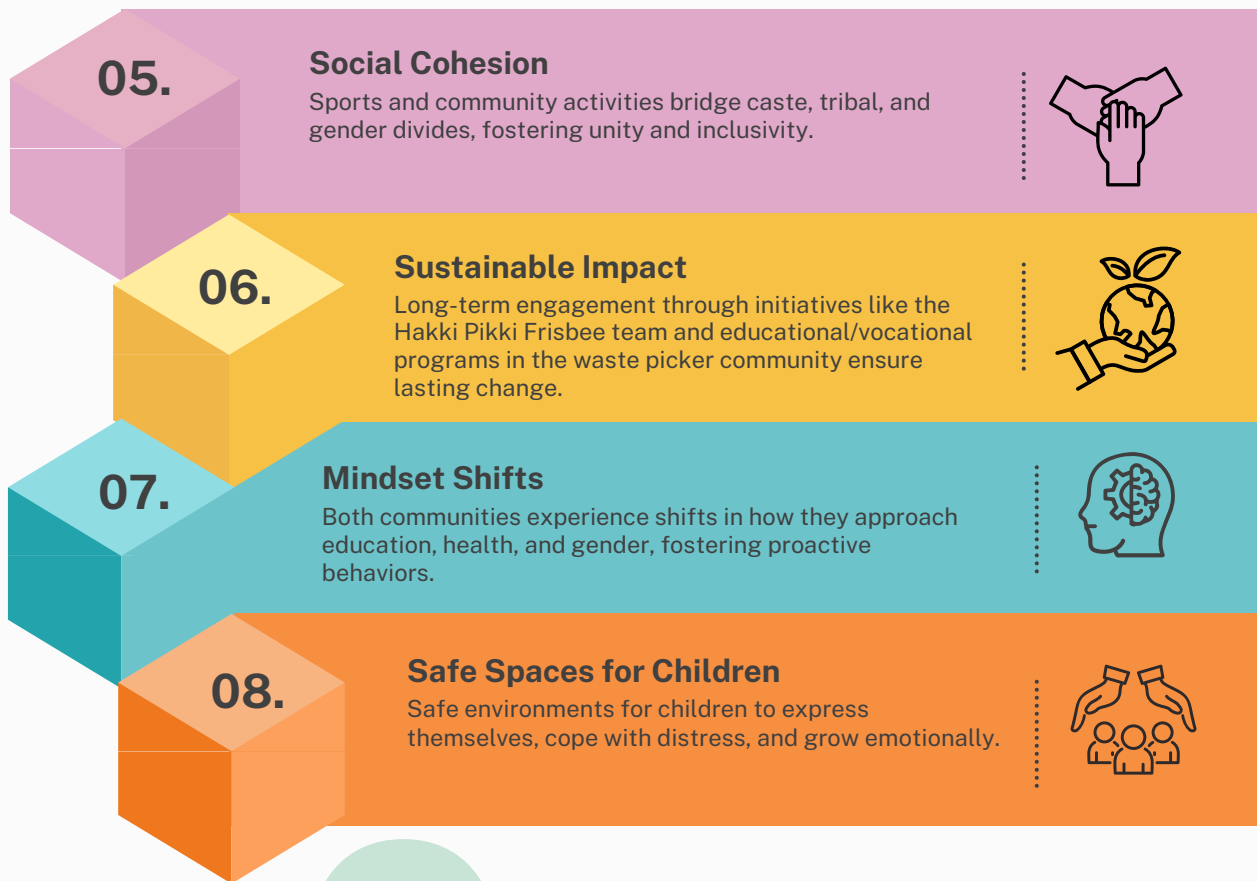 05.
Social Cohesion
Sports and community activities bridge caste, tribal, and
gender divides, fostering unity and inclusivity.
06.
Sustainable Impact
Long-term engagement through initiatives like the
Hakki Pikki Frisbee team and educational/vocational
programs in the waste picker community ensure
lasting change.
07.
Mindset Shifts
Both communities experience shifts in how they approach
education, health, and gender, fostering proactive
behaviors.
08.
Safe Spaces for Children
Safe environments for children to express
themselves, cope with distress, and grow emotionally.